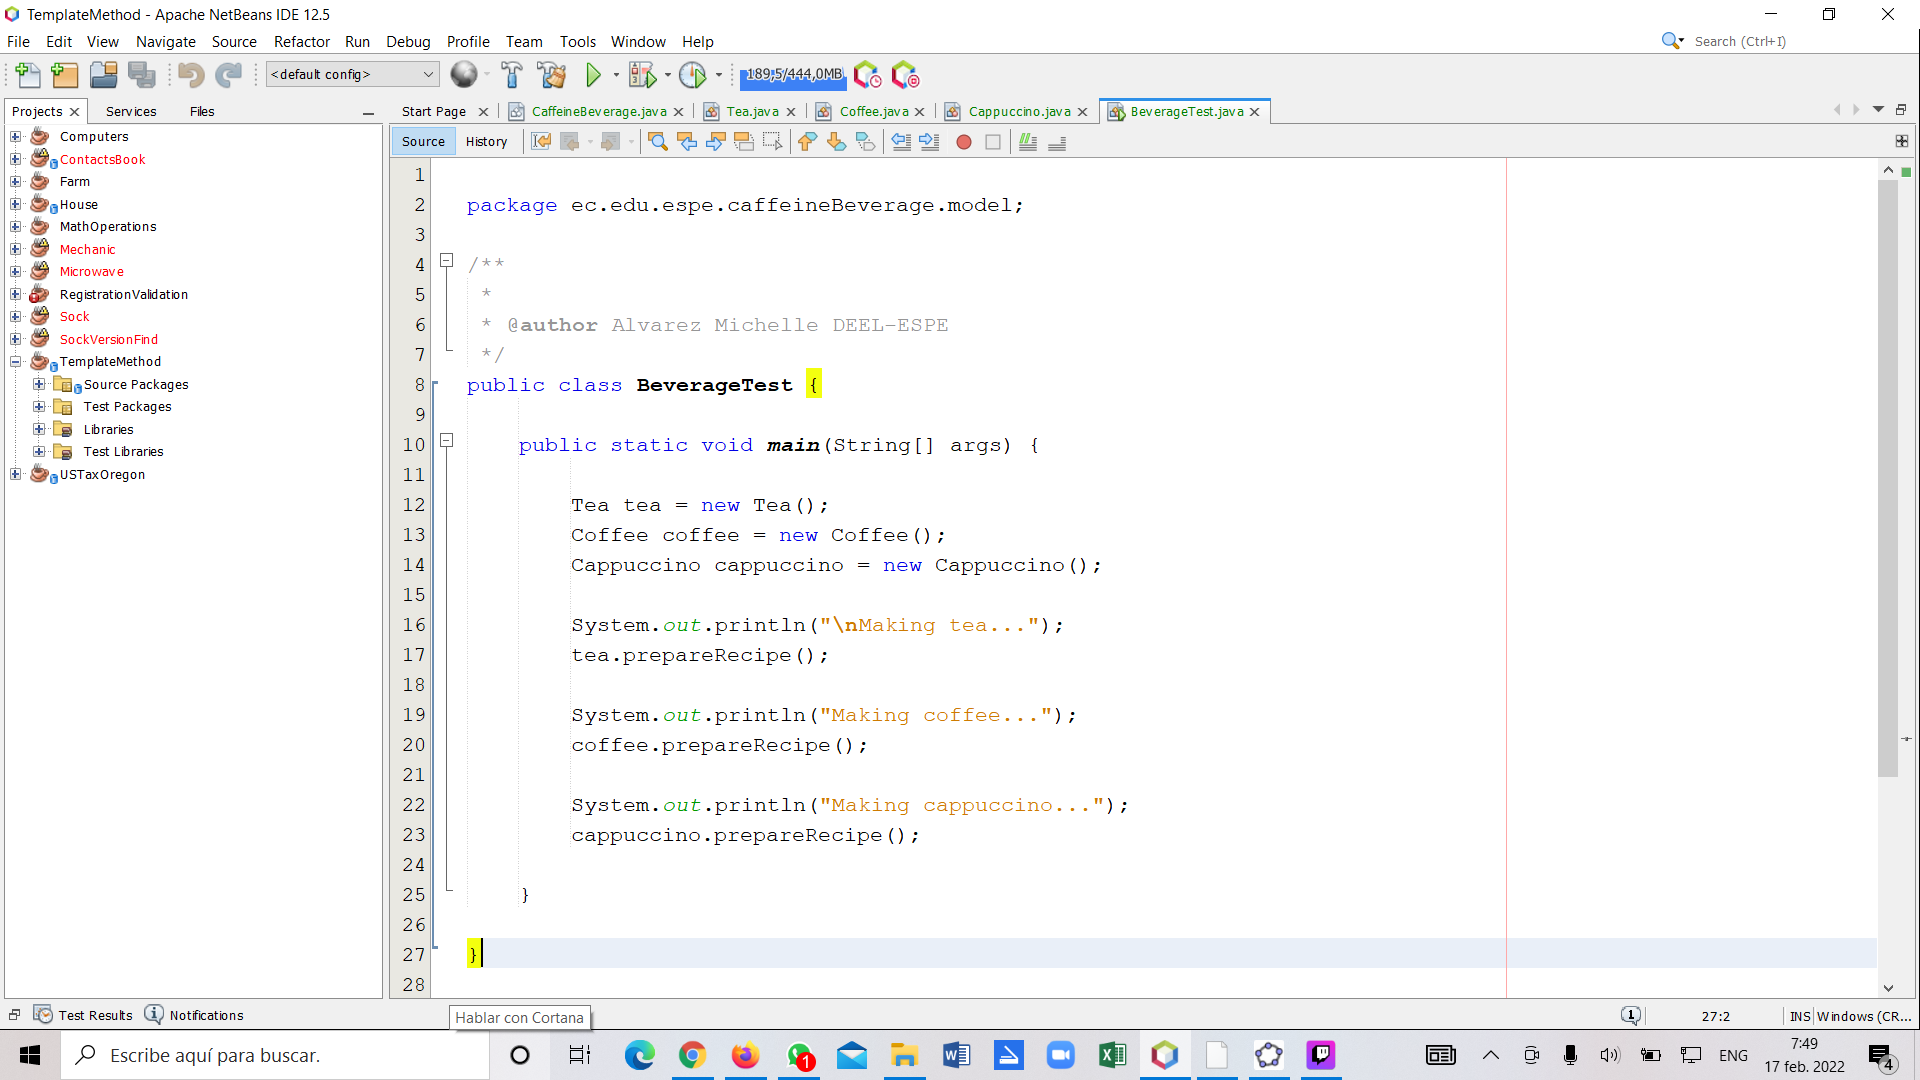 TemplateMethod - Apache NetBeans IDE 12.5
File Edit View Navigate Source Refactor Run Debug Profile Team Tools Window Help
Search (Ctrl+I)
<default config>
189,5/444,0MB
Projects Services Files
Start Page CaffeineBeverage.java Tea.java Coffee.java Cappuccino.java BeverageTest.java
Source History
Computers
ContactsBook
Farm
House
MathOperations
Mechanic
Microwave
RegistrationValidation
Sock
SockVersionFind
TemplateMethod
Source Packages
Test Packages
Libraries
Test Libraries
USTaxOregon
1
2 package ec.edu.espe.caffeineBeverage.model;
3
4 /**
5 *
6 * @author Alvarez Michelle DEEL-ESPE
7 */
8 public class BeverageTest {
9
10 public static void main(String[] args) {
11
12 Tea tea = new Tea();
13 Coffee coffee = new Coffee();
14 Cappuccino cappuccino = new Cappuccino();
15
16 System.out.println("\nMaking tea...");
17 tea.prepareRecipe();
18
19 System.out.println("Making coffee...");
20 coffee.prepareRecipe();
21
22 System.out.println("Making cappuccino...");
23 cappuccino.prepareRecipe();
24
25 }
26
27 }
28
Test Results Notifications
Hablar con Cortana
1
27:2
INS Windows (CR...
Escribe aquí para buscar.
1
ENG
7:49
17 feb. 2022
4